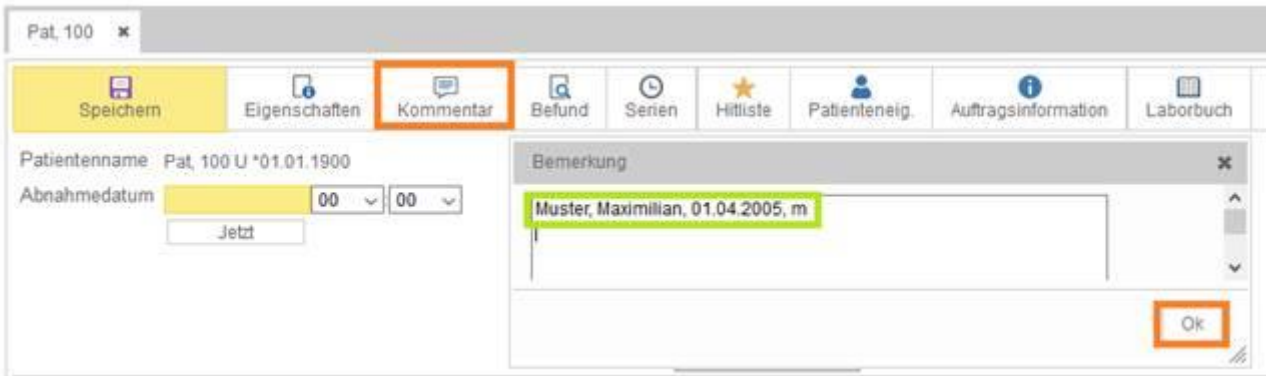 Pat, 100 ✖
Speichern Eigenschaften Kommentar Befund Serien Hitliste Patienteneig. Auftragsinformation Laborbuch
Patientenname Pat, 100 U *01.01.1900
Abnahmedatum 00 : 00
Jetzt
Bemerkung ✖
Muster, Maximilian, 01.04.2005, m
Ok